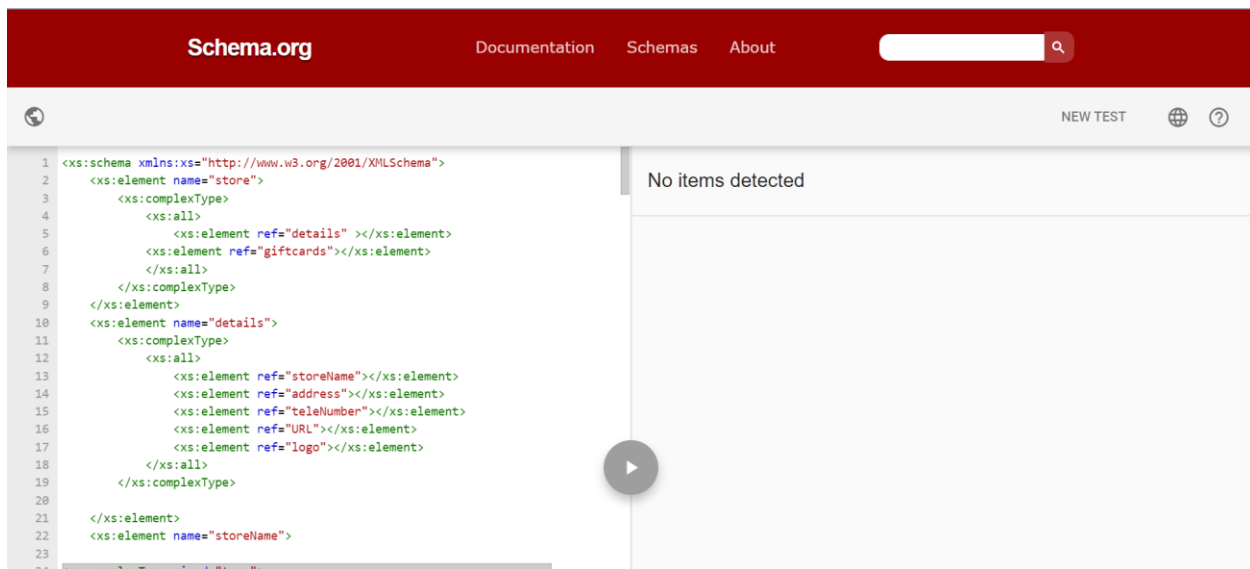 Schema.org Documentation Schemas About
NEW TEST
1 <xs:schema xmlns:xs="http://www.w3.org/2001/XMLSchema">
2 <xs:element name="store">
3 <xs:complexType>
4 <xs:all>
5 <xs:element ref="details" ></xs:element>
6 <xs:element ref="giftcards"></xs:element>
7 </xs:all>
8 </xs:complexType>
9 </xs:element>
10 <xs:element name="details">
11 <xs:complexType>
12 <xs:all>
13 <xs:element ref="storeName"></xs:element>
14 <xs:element ref="address"></xs:element>
15 <xs:element ref="teleNumber"></xs:element>
16 <xs:element ref="URL"></xs:element>
17 <xs:element ref="logo"></xs:element>
18 </xs:all>
19 </xs:complexType>
20
21 </xs:element>
22 <xs:element name="storeName">
23
No items detected